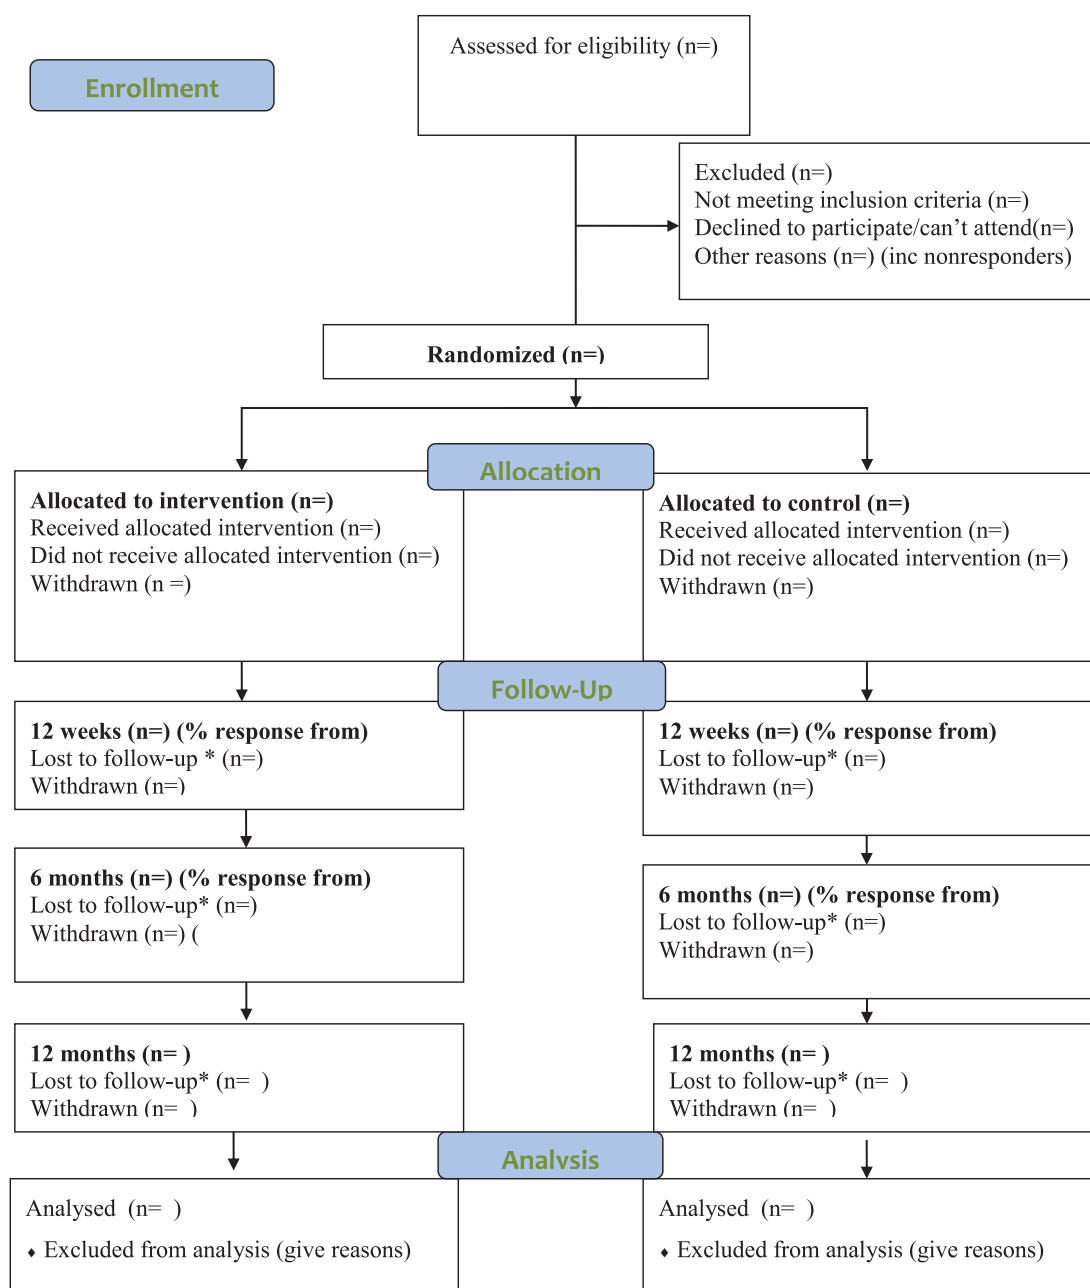 Assessed for eligibility (n=)
Enrollment
Excluded (n=)
Not meeting inclusion criteria (n=)
Declined to participate/can’t attend(n=)
Other reasons (n=) (inc nonresponders)
Randomized (n=)
Allocation
Allocated to intervention (n=)
Received allocated intervention (n=)
Did not receive allocated intervention (n=)
Withdrawn (n =)
Allocated to control (n=)
Received allocated intervention (n=)
Did not receive allocated intervention (n=)
Withdrawn (n=)
Follow-Up
12 weeks (n=) (% response from)
Lost to follow-up * (n=)
Withdrawn (n=)
12 weeks (n=) (% response from)
Lost to follow-up* (n=)
Withdrawn (n=)
6 months (n=) (% response from)
Lost to follow-up* (n=)
Withdrawn (n=) (
6 months (n=) (% response from)
Lost to follow-up* (n=)
Withdrawn (n=)
12 months (n= )
Lost to follow-up* (n=  )
Withdrawn (n=  )
12 months (n= )
Lost to follow-up* (n=  )
Withdrawn (n=  )
Analysis
Analysed  (n=  )
♦ Excluded from analysis (give reasons)
Analysed  (n=  )
♦ Excluded from analysis (give reasons)